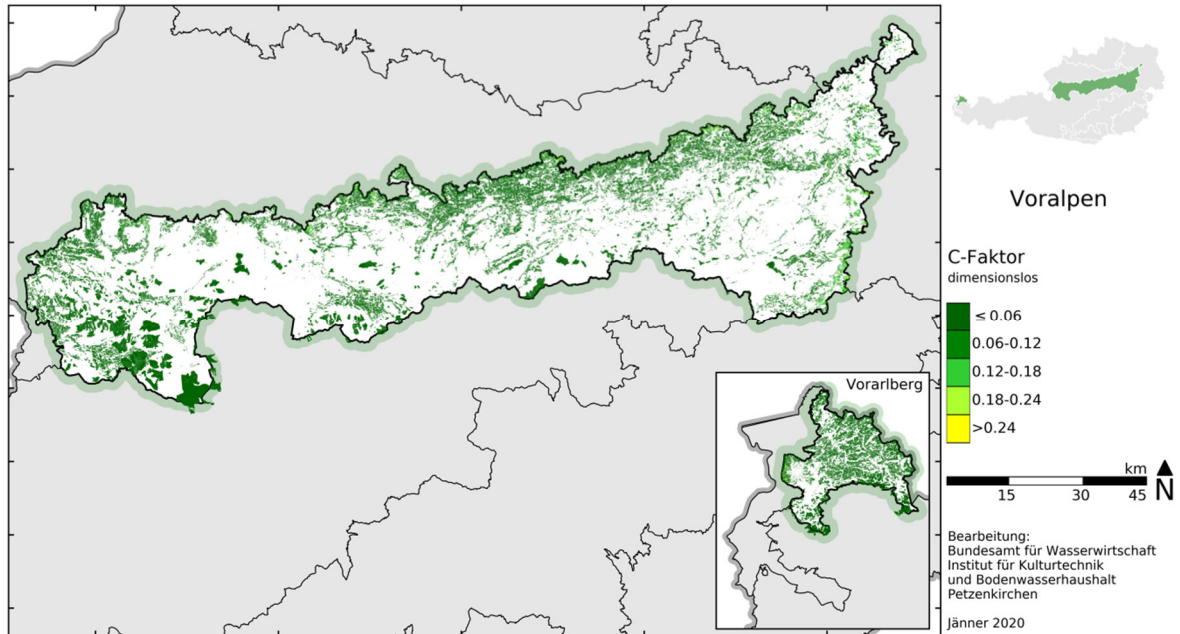 Voralpen
C-Faktor
dimensionslos
≤ 0.06
0.06-0.12
0.12-0.18
0.18-0.24
>0.24
Vorarlberg
km
15 30 45
N
Bearbeitung:
Bundesamt für Wasserwirtschaft
Institut für Kulturtechnik
und Bodenwasserhaushalt
Petzenkirchen
Jänner 2020